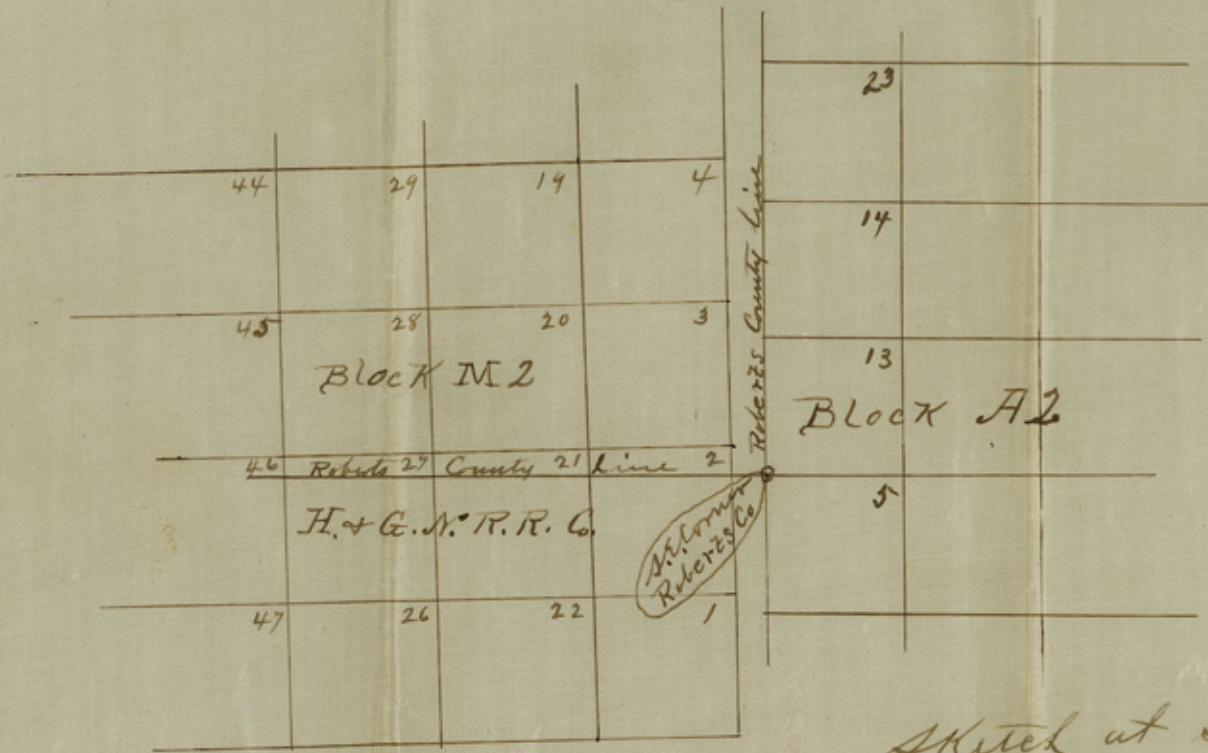 23
44 29 19 4
14
Roberts County Line
45 28 20 3
13
Block M2
Block A2
46 Roberts 27 County 21 Line 2
5
H. & G. N. R. R. Co.
S.E. Corner
Roberts Co
47 26 22 1
Sketch at